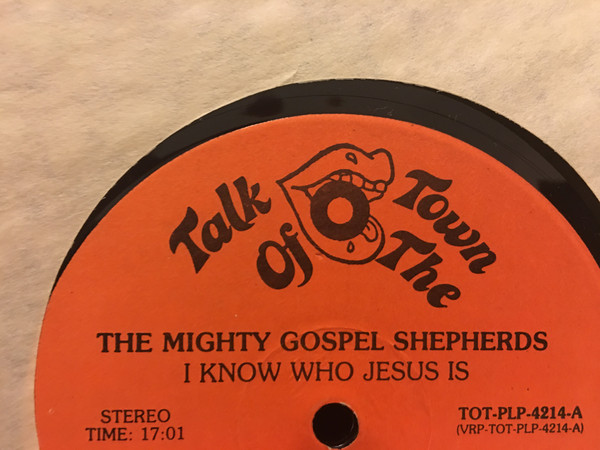 Talk Of The Town
THE MIGHTY GOSPEL SHEPHERDS
I KNOW WHO JESUS IS
STEREO
TIME: 17:01
TOT-PLP-4214-A
(VRP-TOT-PLP-4214-A)